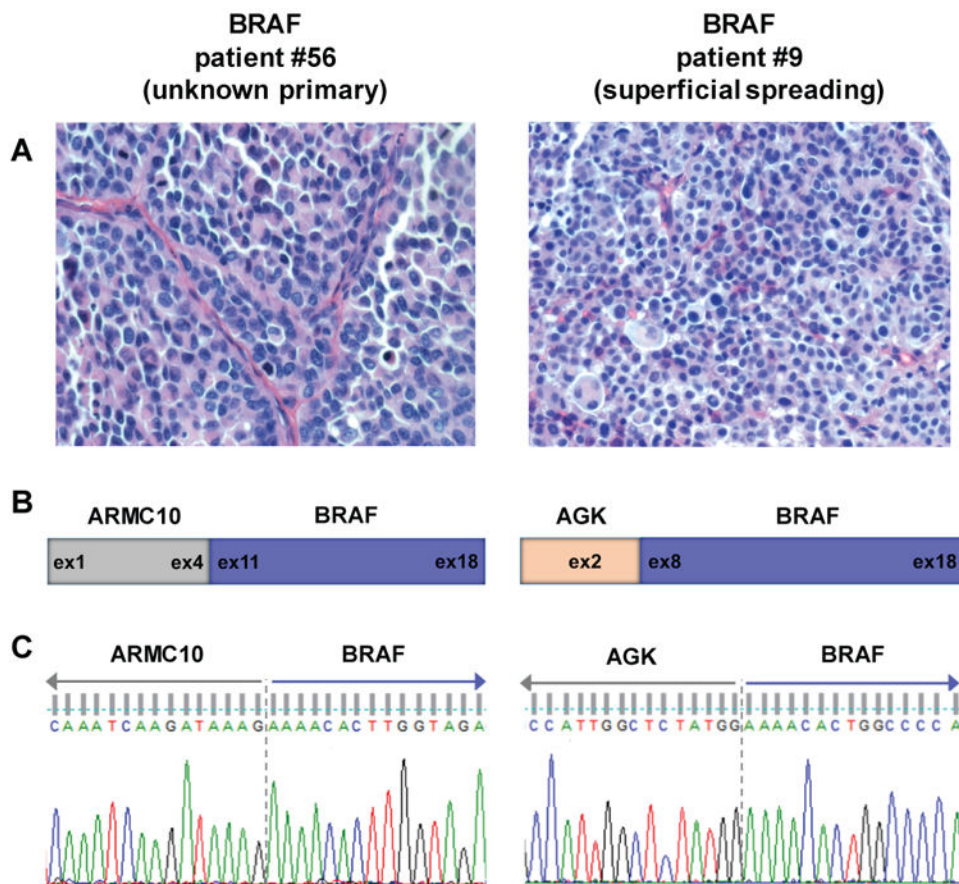 BRAF
patient #56
(unknown primary)
BRAF
patient #9
(superficial spreading)
A
B
ARMC10 BRAF
ex1 ex4 ex11 ex18
AGK BRAF
ex2 ex8 ex18
C
ARMC10 BRAF
CAAATCAAGATAAAGAAAACACTTGGTAGA
AGK BRAF
CCATTGGCTCTATGGAAAACACTGGCCCCA